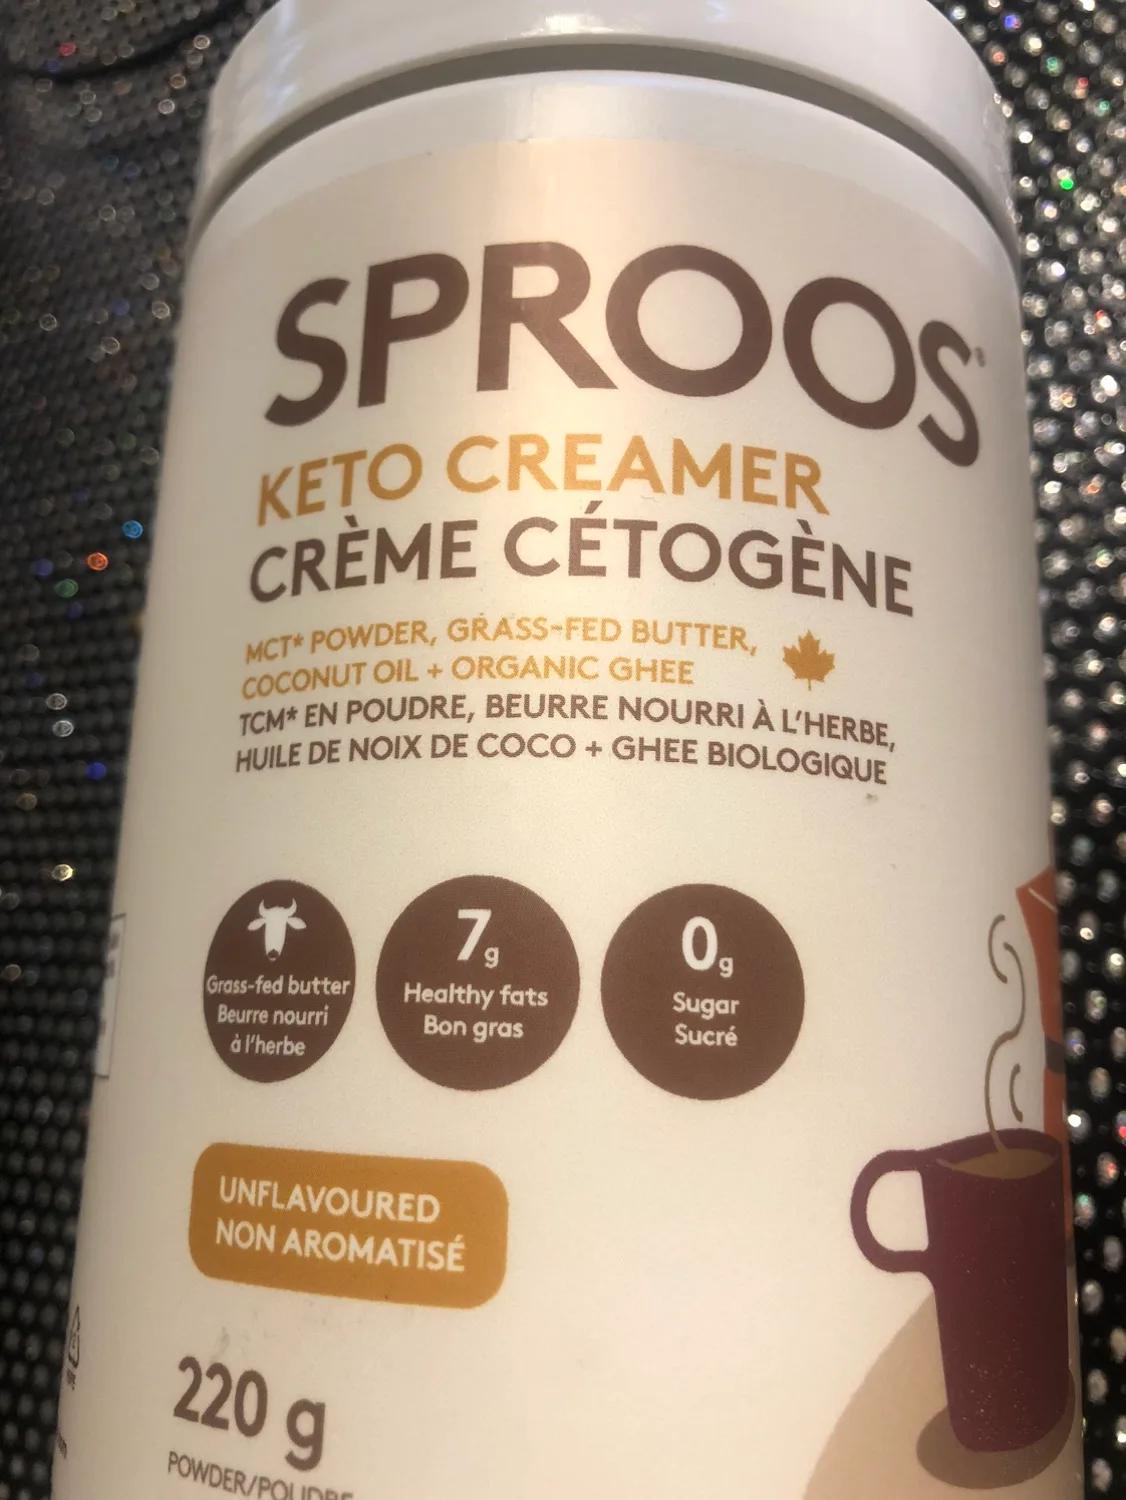 SPROOS®
KETO CREAMER
CRÈME CÉTOGÈNE
MCT* POWDER, GRASS-FED BUTTER,
COCONUT OIL + ORGANIC GHEE
TCM* EN POUDRE, BEURRE NOURRI À L'HERBE,
HUILE DE NOIX DE COCO + GHEE BIOLOGIQUE
Grass-fed butter
Beurre nourri
à l'herbe
7g
Healthy fats
Bon gras
0g
Sugar
Sucré
UNFLAVOURED
NON AROMATISÉ
220 g
POWDER/POUDRE